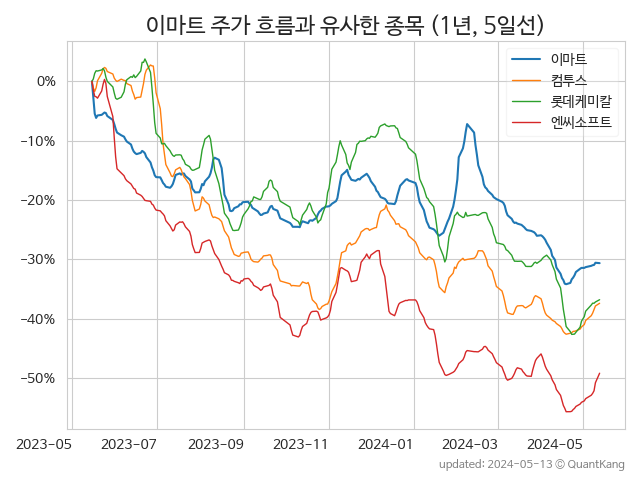 이마트 주가 흐름과 유사한 종목 (1년, 5일선)
이마트
컴투스
롯데케미칼
엔씨소프트
0%
−10%
−20%
−30%
−40%
−50%
2023-05 2023-07 2023-09 2023-11 2024-01 2024-03 2024-05
updated: 2024-05-13 © QuantKang